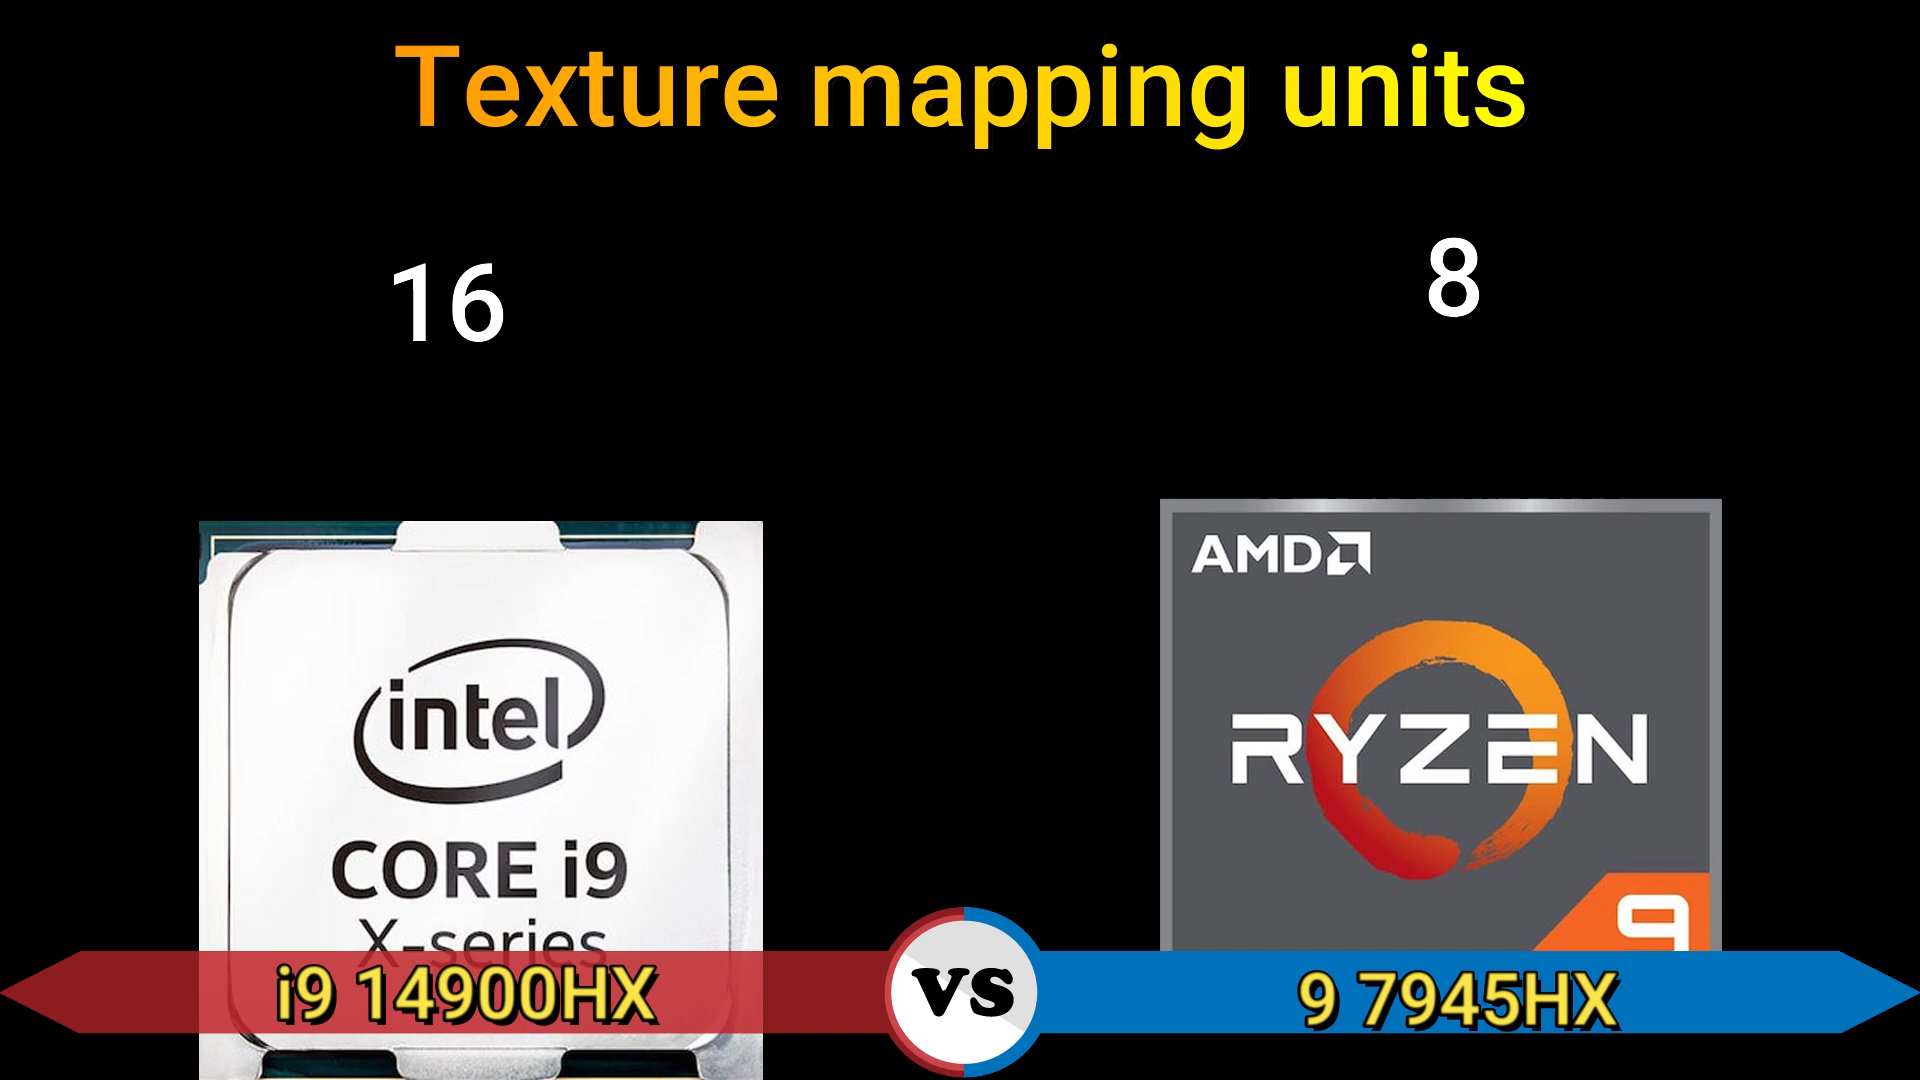 Texture mapping units
16
8
intel
CORE i9
X-series
AMD
RYZEN
9
i9 14900HX
VS
9 7945HX